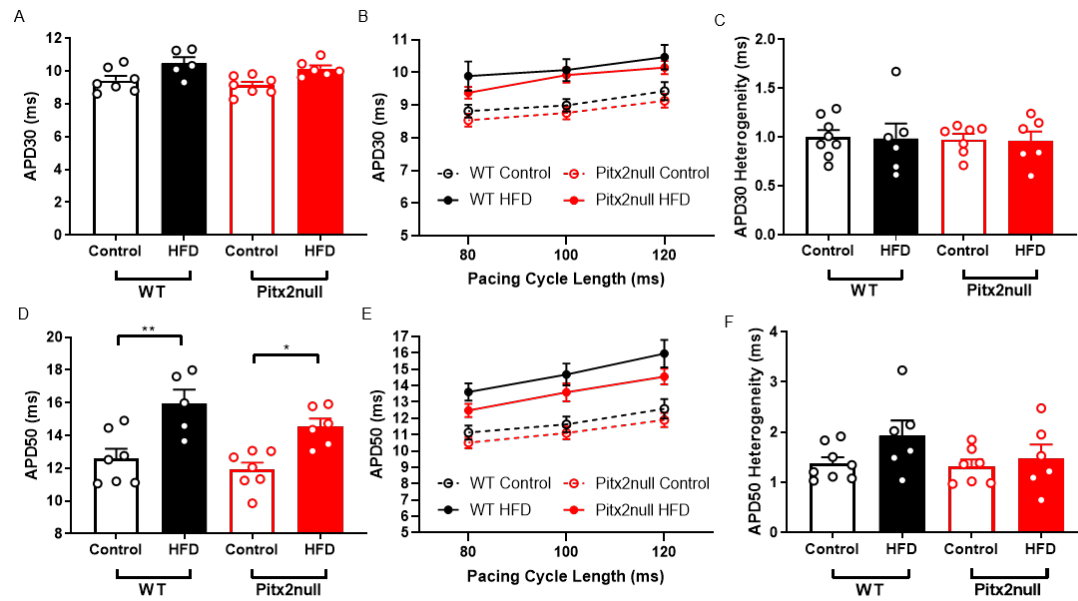 A
APD30 (ms)
12
10
8
6
4
2
0
Control
HFD
Control
HFD
WT
Pitx2null
B
APD30 (ms)
11
10
9
8
7
6
5
WT Control
Pitx2null Control
WT HFD
Pitx2null HFD
80
100
120
Pacing Cycle Length (ms)
C
APD30 Heterogeneity (ms)
2.0
1.5
1.0
0.5
0.0
Control
HFD
Control
HFD
WT
Pitx2null
D
APD50 (ms)
20
18
16
14
12
10
8
**
*
Control
HFD
Control
HFD
WT
Pitx2null
E
APD50 (ms)
17
16
15
14
13
12
11
10
9
8
7
6
5
WT Control
Pitx2null Control
WT HFD
Pitx2null HFD
80
100
120
Pacing Cycle Length (ms)
F
APD50 Heterogeneity (ms)
4
3
2
1
0
Control
HFD
Control
HFD
WT
Pitx2null